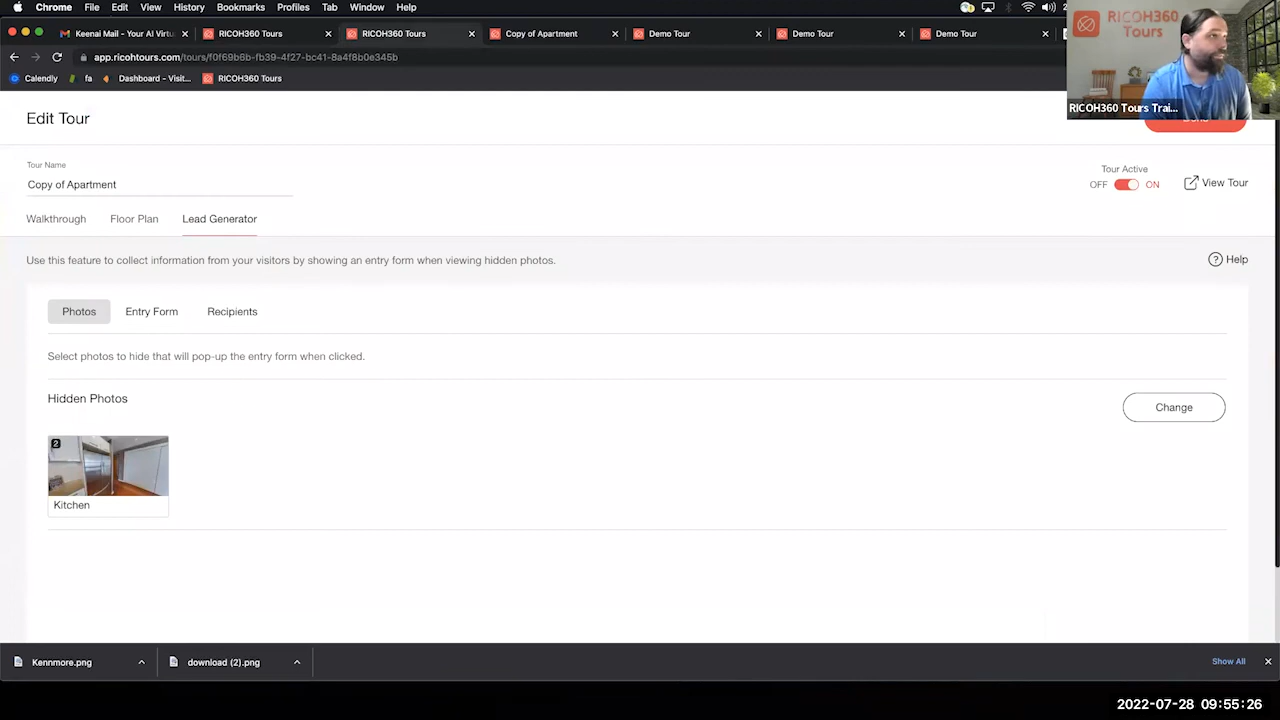 Chrome File Edit View History Bookmarks Profiles Tab Window Help
Keenai Mail - Your AI Virtu RICOH360 Tours RICOH360 Tours Copy of Apartment Demo Tour Demo Tour Demo Tour
app.ricohtours.com/tours/f0f69b6b-fb39-4f27-bc41-8a4f8b0e345b
Calendly fa Dashboard - Visit... RICOH360 Tours
RICOH360
Tours
RICOH360 Tours Trai...
Edit Tour
Tour Name
Copy of Apartment
Tour Active
OFF ON
View Tour
Walkthrough Floor Plan Lead Generator
Use this feature to collect information from your visitors by showing an entry form when viewing hidden photos.
? Help
Photos Entry Form Recipients
Select photos to hide that will pop-up the entry form when clicked.
Hidden Photos
Change
2
Kitchen
Kennmore.png download (2).png Show All
2022-07-28 09:55:26